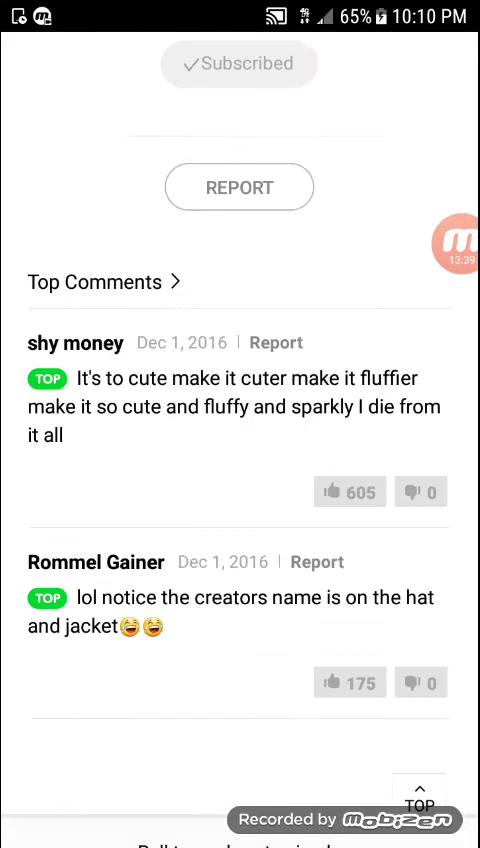 65% 10:10 PM
Subscribed
REPORT
13:39
Top Comments >
shy money Dec 1, 2016 | Report
TOP It's to cute make it cuter make it fluffier
make it so cute and fluffy and sparkly I die from
it all
605 0
Rommel Gainer Dec 1, 2016 | Report
TOP lol notice the creators name is on the hat
and jacket😂😂
175 0
TOP
Recorded by MOBIZEN